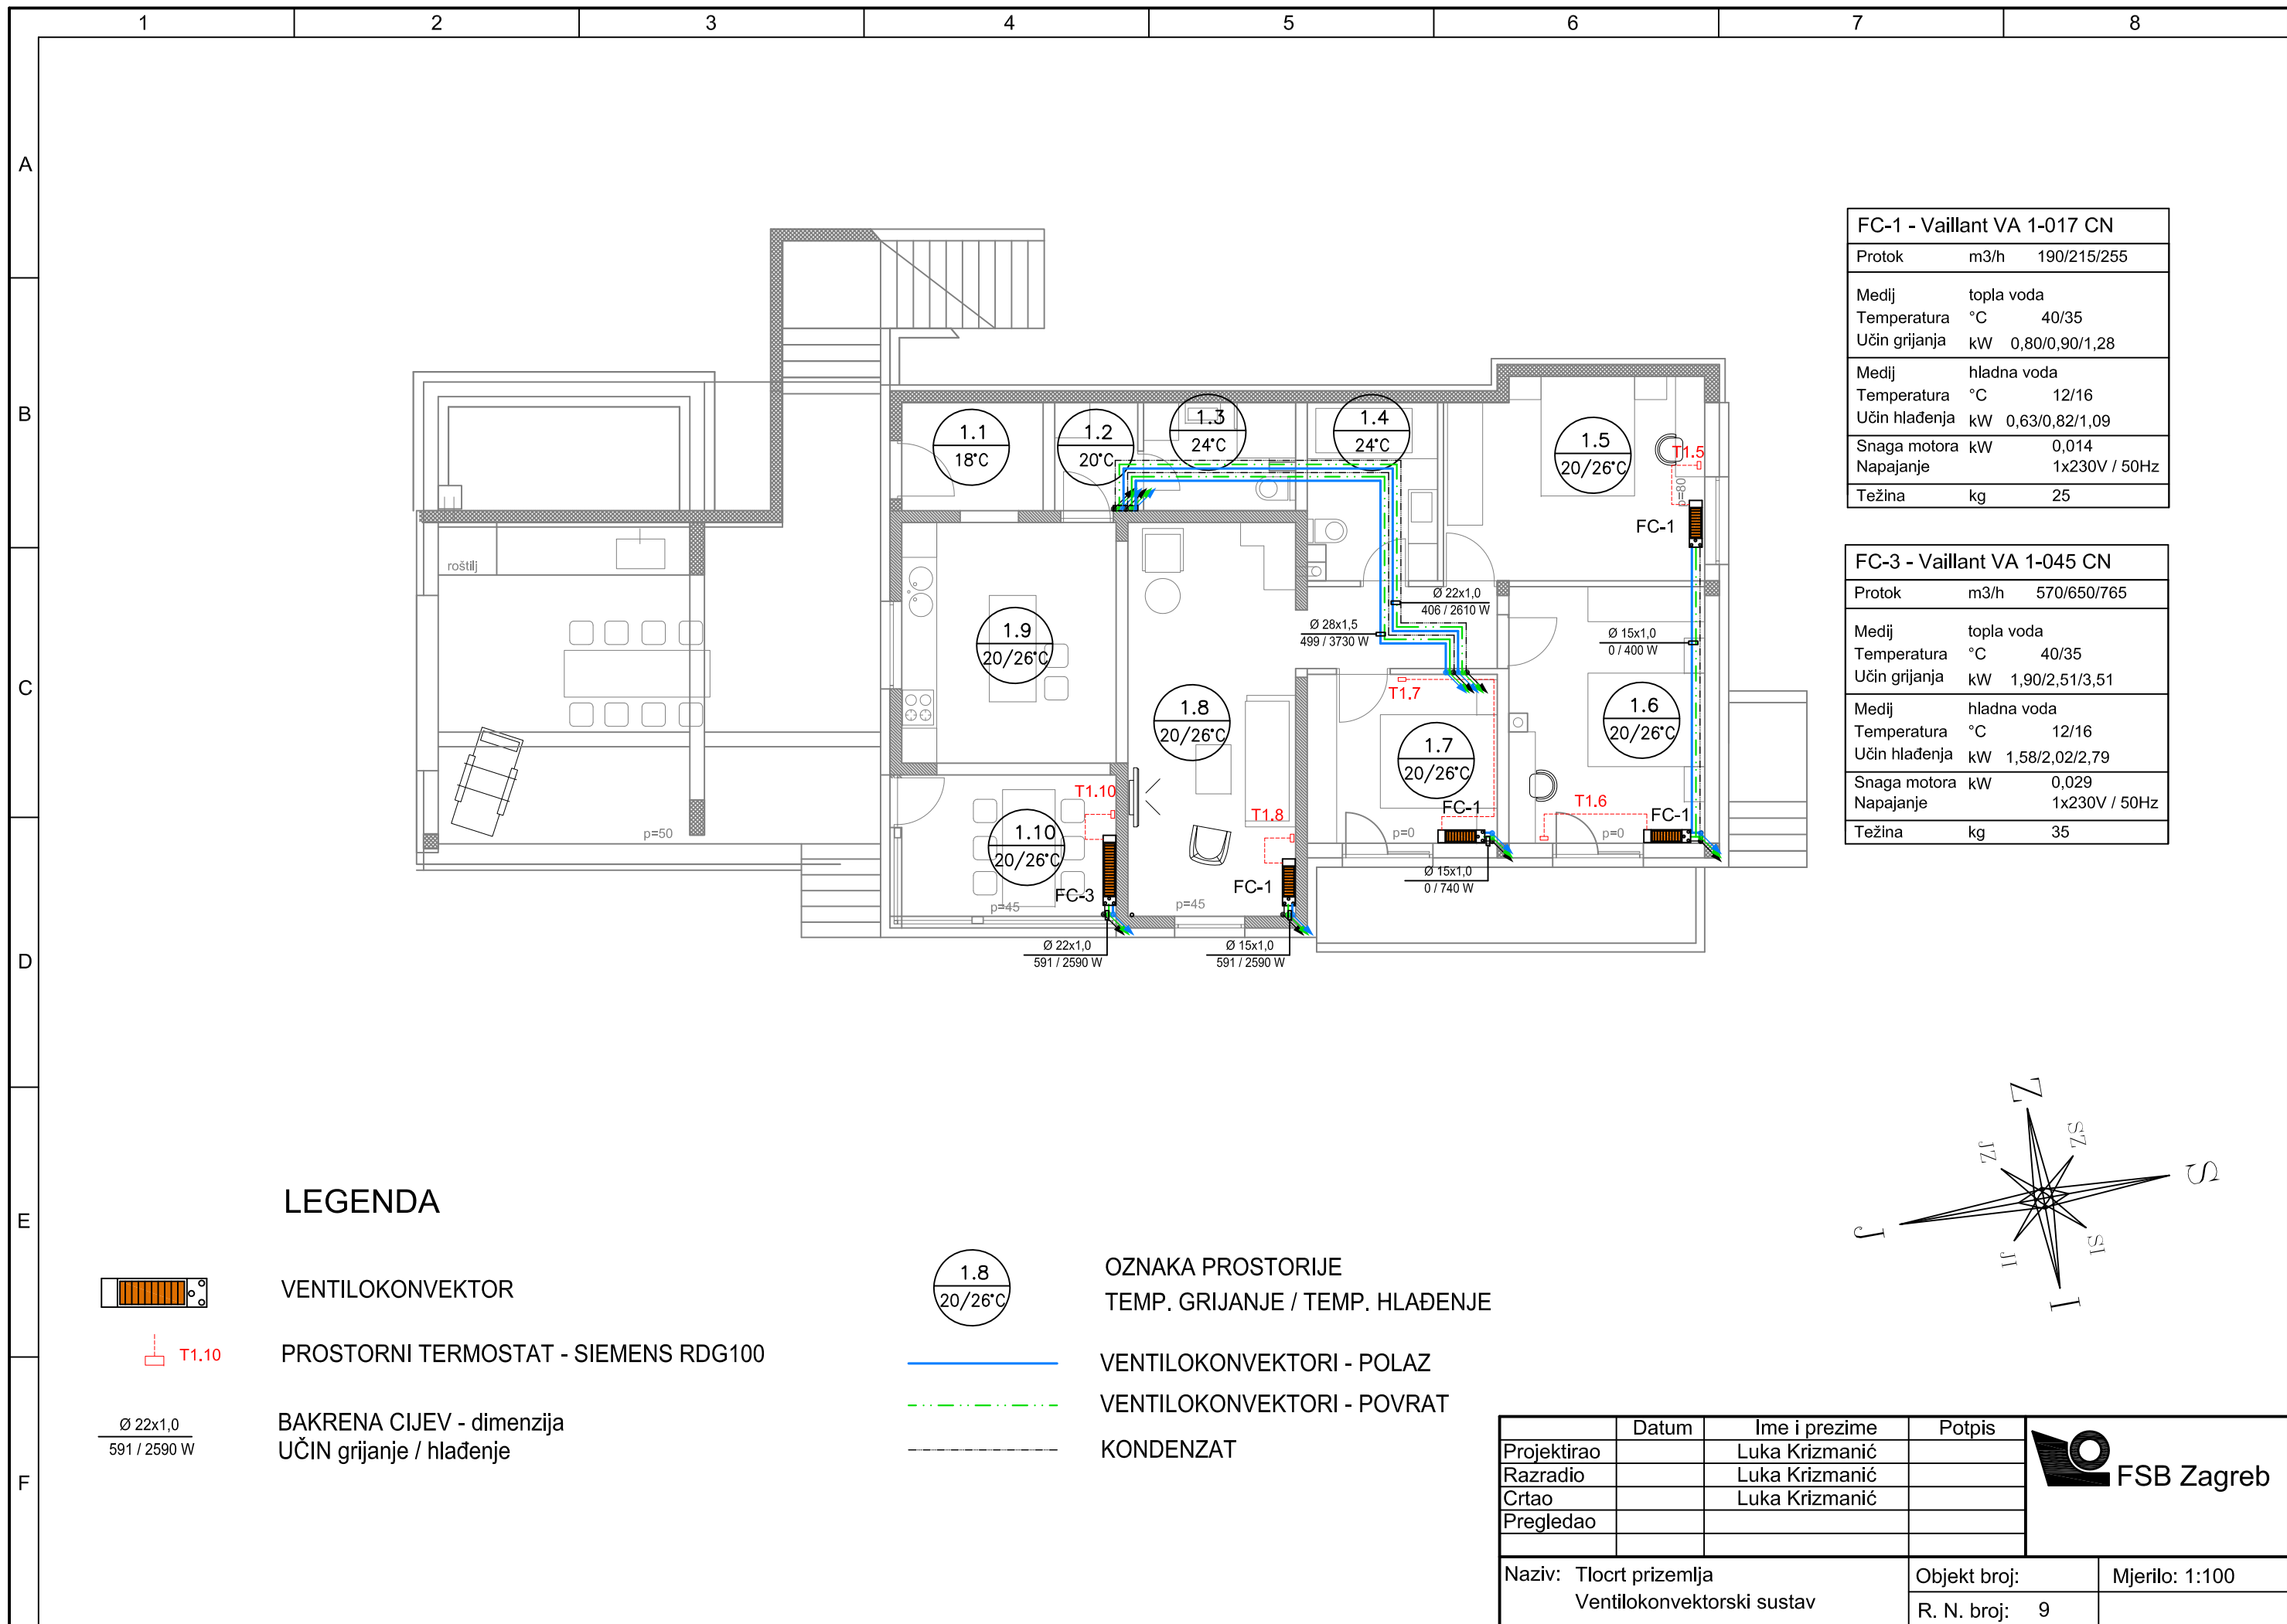 1 2 3 4 5 6 7 8
A
B
C
D
E
F
FC-1 - Vaillant VA 1-017 CN
Protok m3/h 190/215/255
Medij topla voda
Temperatura °C 40/35
Učin grijanja kW 0,80/0,90/1,28
Medij hladna voda
Temperatura °C 12/16
Učin hlađenja kW 0,63/0,82/1,09
Snaga motora kW 0,014
Napajanje 1x230V / 50Hz
Težina kg 25
FC-3 - Vaillant VA 1-045 CN
Protok m3/h 570/650/765
Medij topla voda
Temperatura °C 40/35
Učin grijanja kW 1,90/2,51/3,51
Medij hladna voda
Temperatura °C 12/16
Učin hlađenja kW 1,58/2,02/2,79
Snaga motora kW 0,029
Napajanje 1x230V / 50Hz
Težina kg 35
1.1
18°C
1.2
20°C
1.3
24°C
1.4
24°C
1.5
20/26°C
T1.5
p=80
FC-1
roštilj
Ø 22x1,0
406 / 2610 W
Ø 28x1,5
499 / 3730 W
Ø 15x1,0
0 / 400 W
1.9
20/26°C
T1.7
1.8
20/26°C
1.7
20/26°C
1.6
20/26°C
T1.10
T1.8
FC-1
T1.6
FC-1
p=50
p=0
p=0
1.10
20/26°C
FC-3
p=45
p=45
FC-1
Ø 15x1,0
0 / 740 W
Ø 22x1,0
591 / 2590 W
Ø 15x1,0
591 / 2590 W
Z
SZ
S
SI
I
JI
J
JZ
LEGENDA
VENTILOKONVEKTOR
T1.10
PROSTORNI TERMOSTAT - SIEMENS RDG100
Ø 22x1,0
591 / 2590 W
BAKRENA CIJEV - dimenzija
UČIN grijanje / hlađenje
1.8
20/26°C
OZNAKA PROSTORIJE
TEMP. GRIJANJE / TEMP. HLAĐENJE
VENTILOKONVEKTORI - POLAZ
VENTILOKONVEKTORI - POVRAT
KONDENZAT
Datum Ime i prezime Potpis
Projektirao Luka Krizmanić
Razradio Luka Krizmanić
Crtao Luka Krizmanić
Pregledao
FSB Zagreb
Naziv: Tlocrt prizemlja
Ventilokonvektorski sustav
Objekt broj:
Mjerilo: 1:100
R. N. broj: 9